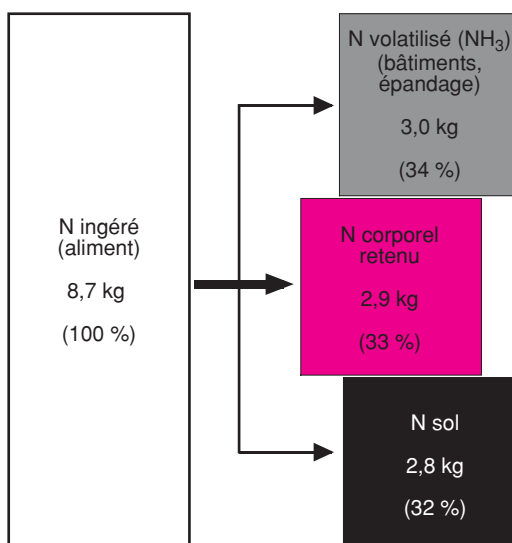 N ingéré
(aliment)
8,7 kg
(100 %)
N volatilisé (NH₃)
(bâtiments,
épandage)
3,0 kg
(34 %)
N corporel
retenu
2,9 kg
(33 %)
N sol
2,8 kg
(32 %)